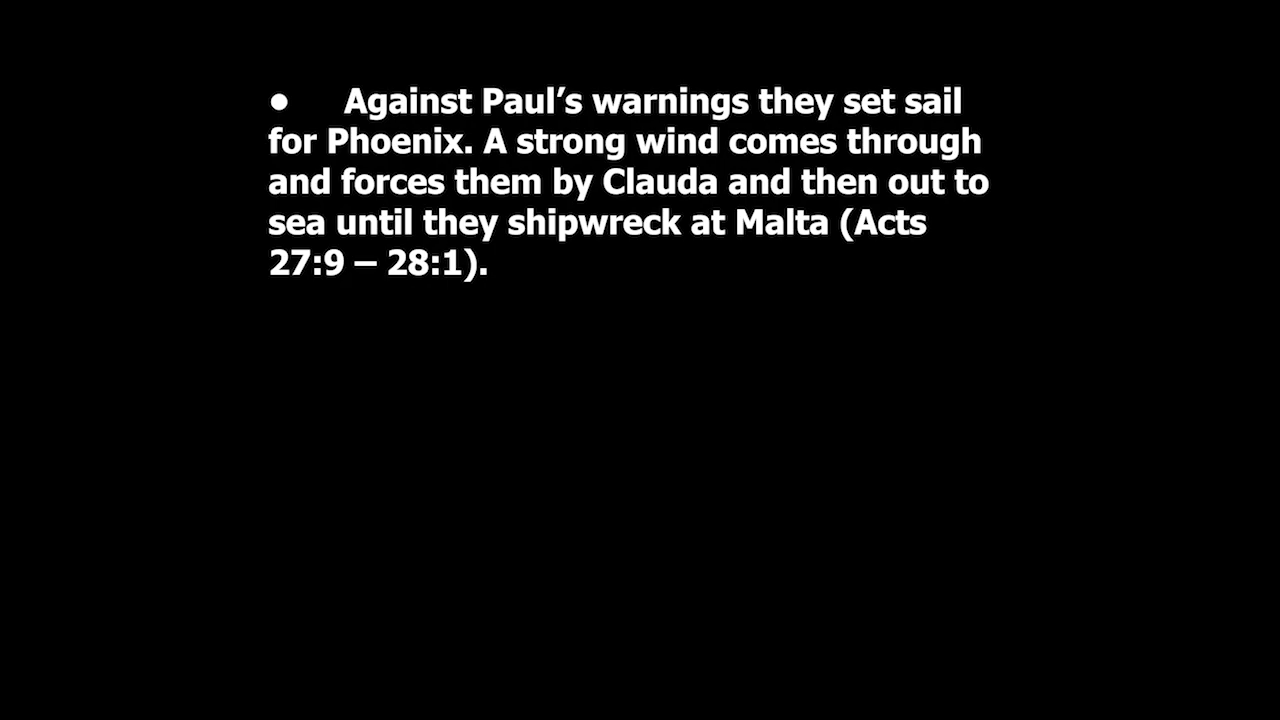 ● Against Paul’s warnings they set sail
for Phoenix. A strong wind comes through
and forces them by Clauda and then out to
sea until they shipwreck at Malta (Acts
27:9 – 28:1).